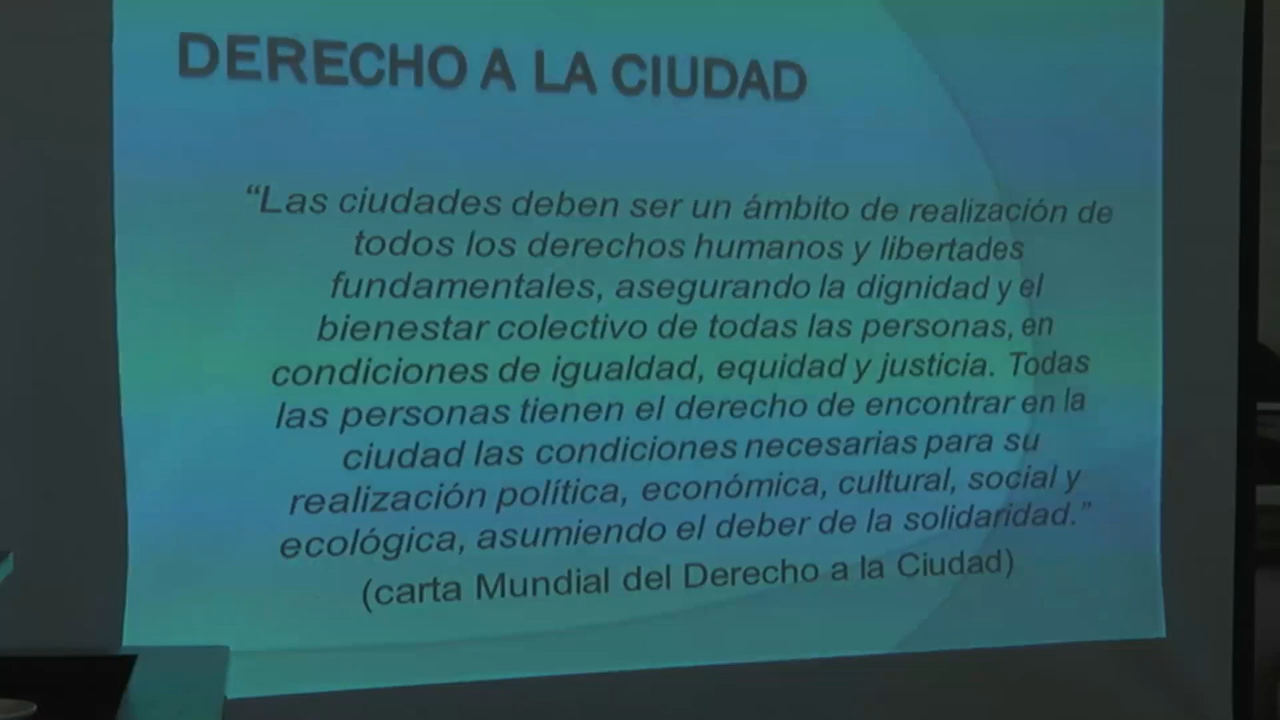 DERECHO A LA CIUDAD
“Las ciudades deben ser un ámbito de realización de
todos los derechos humanos y libertades
fundamentales, asegurando la dignidad y el
bienestar colectivo de todas las personas, en
condiciones de igualdad, equidad y justicia. Todas
las personas tienen el derecho de encontrar en la
ciudad las condiciones necesarias para su
realización política, económica, cultural, social y
ecológica, asumiendo el deber de la solidaridad.”
(carta Mundial del Derecho a la Ciudad)